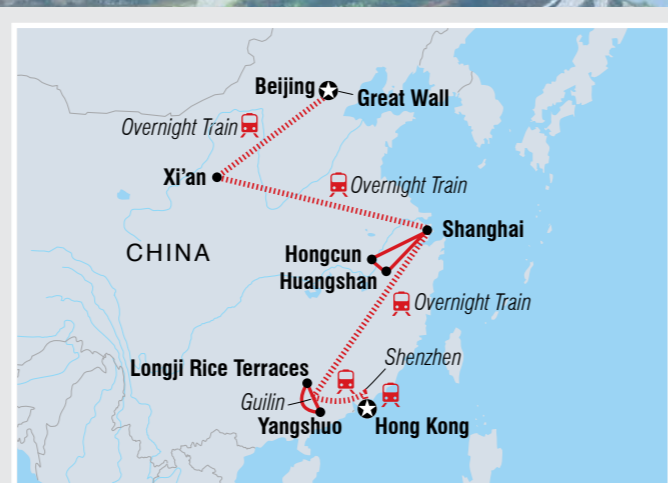 Beijing
Great Wall
Overnight Train
Xi'an
Overnight Train
Shanghai
CHINA
Hongcun
Huangshan
Overnight Train
Shenzhen
Longji Rice Terraces
Guilin
Yangshuo
Hong Kong